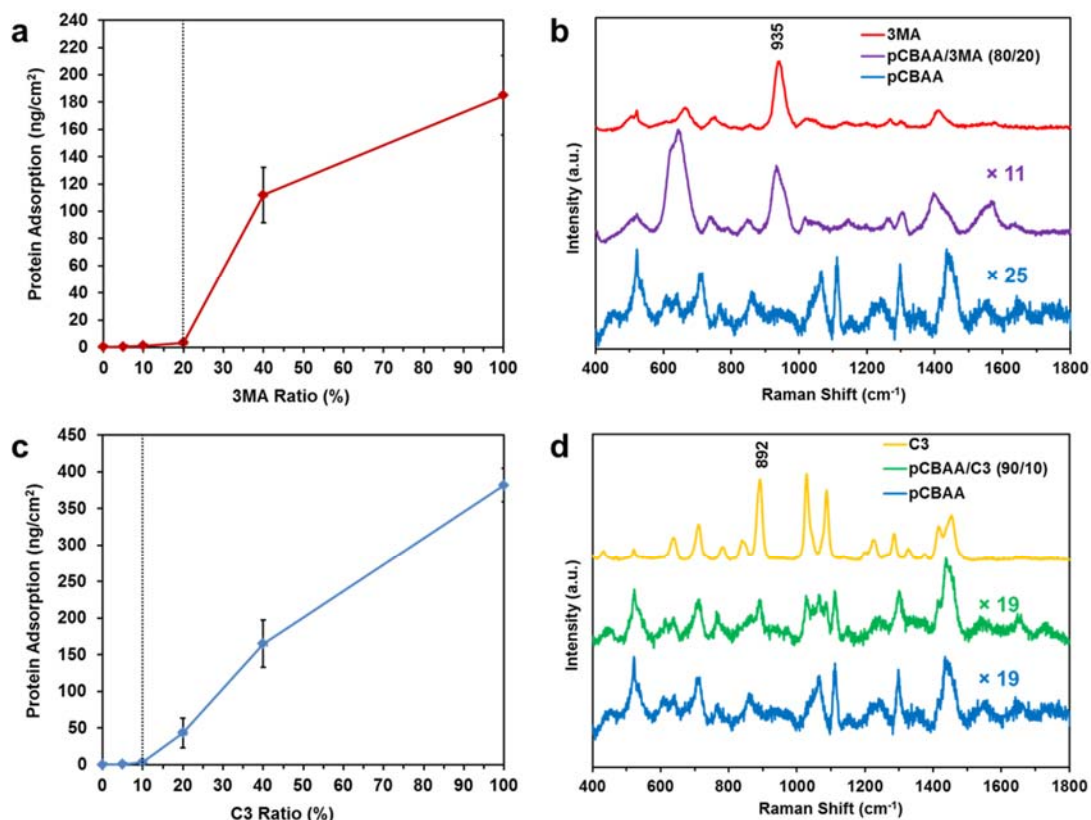 a
Protein Adsorption (ng/cm²)
240
220
200
180
160
140
120
100
80
60
40
20
0
0 10 20 30 40 50 60 70 80 90 100
3MA Ratio (%)
b
Intensity (a.u.)
935
3MA
pCBAA/3MA (80/20)
pCBAA
× 11
× 25
400 600 800 1000 1200 1400 1600 1800
Raman Shift (cm⁻¹)
c
Protein Adsorption (ng/cm²)
450
400
350
300
250
200
150
100
50
0
0 10 20 30 40 50 60 70 80 90 100
C3 Ratio (%)
d
Intensity (a.u.)
892
C3
pCBAA/C3 (90/10)
pCBAA
× 19
× 19
400 600 800 1000 1200 1400 1600 1800
Raman Shift (cm⁻¹)